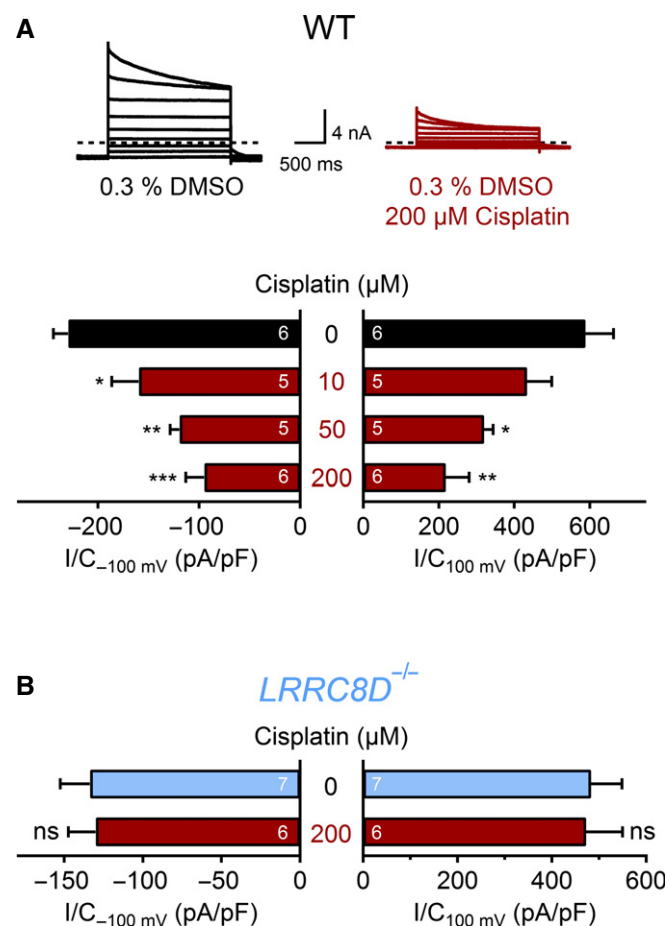 A
WT
4 nA
500 ms
0.3 % DMSO
0.3 % DMSO
200 µM Cisplatin
Cisplatin (µM)
6 0 6
* 5 10 5
** 5 50 5 *
*** 6 200 6 **
−200 −100 0 0 200 400 600
I/C−100 mV (pA/pF) I/C100 mV (pA/pF)
B
LRRC8D−/−
Cisplatin (µM)
7 0 7
ns 6 200 6 ns
−150 −100 −50 0 0 200 400 600
I/C−100 mV (pA/pF) I/C100 mV (pA/pF)